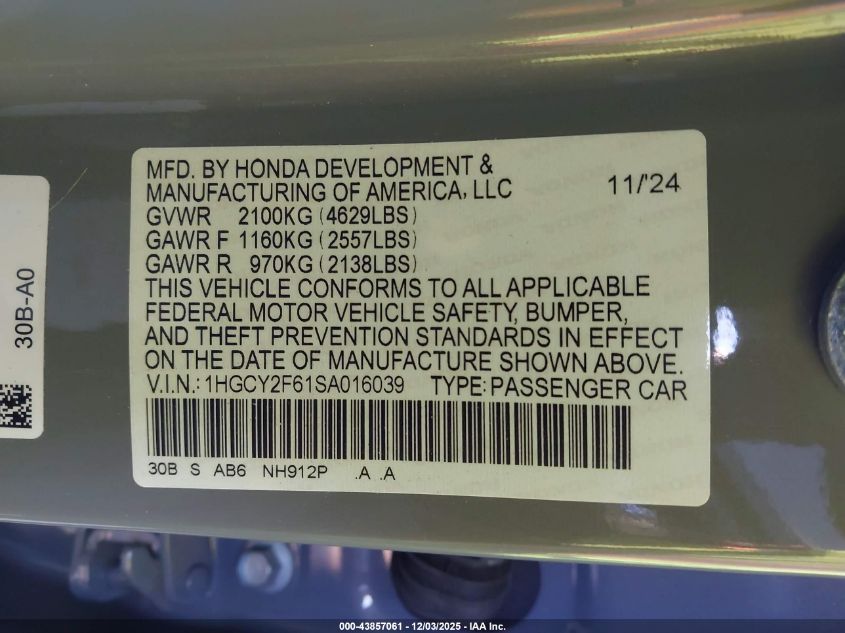 MFD. BY HONDA DEVELOPMENT &
MANUFACTURING OF AMERICA, LLC 11/'24
GVWR 2100KG (4629LBS)
GAWR F 1160KG (2557LBS)
GAWR R 970KG (2138LBS)
THIS VEHICLE CONFORMS TO ALL APPLICABLE
FEDERAL MOTOR VEHICLE SAFETY, BUMPER,
AND THEFT PREVENTION STANDARDS IN EFFECT
ON THE DATE OF MANUFACTURE SHOWN ABOVE.
V.I.N.: 1HGCY2F61SA016039 TYPE: PASSENGER CAR
30B S AB6 NH912P .A .A
30B-A0
000-43857061 - 12/03/2025 - IAA Inc.